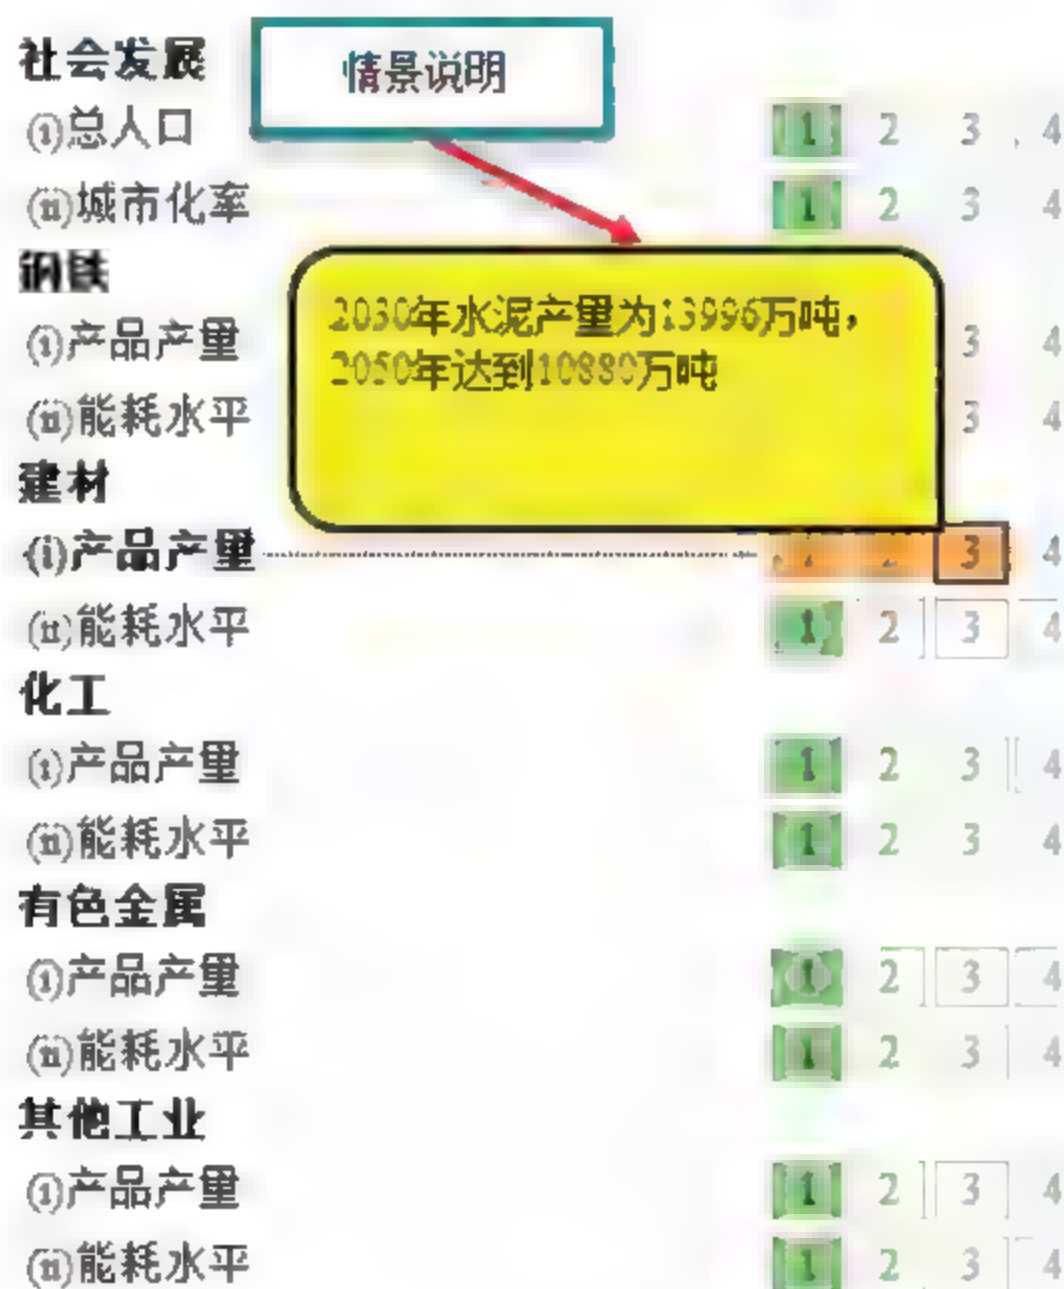 社会发展
情景说明
(i)总人口 1 2 3 4
(ii)城市化率 1 2 3 4
钢铁
2030年水泥产量为13996万吨，
(i)产品产量 3 4
2050年达到10880万吨
(ii)能耗水平 3 4
建材
(i)产品产量 3 4
(ii)能耗水平 1 2 3 4
化工
(i)产品产量 1 2 3 4
(ii)能耗水平 1 2 3 4
有色金属
(i)产品产量 1 2 3 4
(ii)能耗水平 1 2 3 4
其他工业
(i)产品产量 1 2 3 4
(ii)能耗水平 1 2 3 4